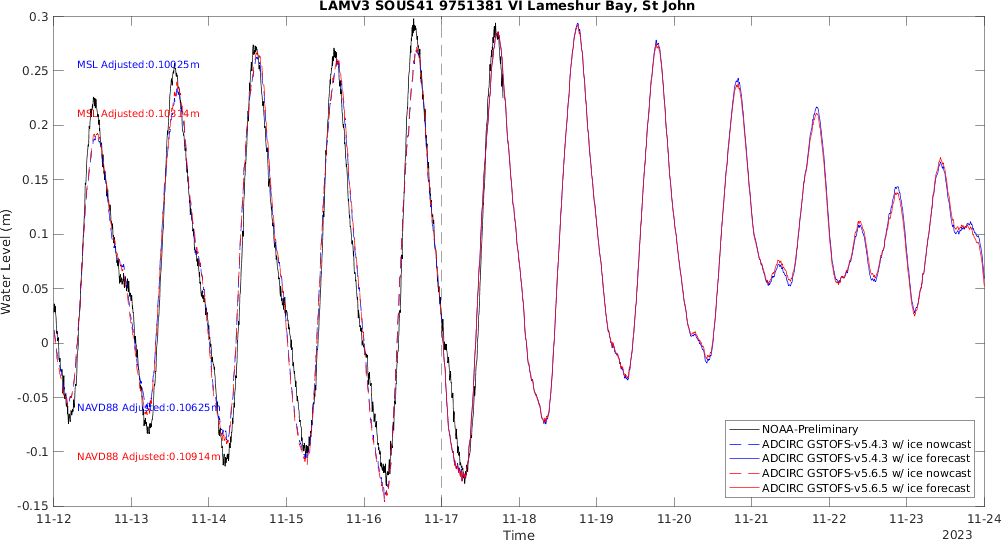 LAMV3 SOUS41 9751381 VI Lameshur Bay, St John
0.3
0.25
0.2
0.15
0.1
0.05
0
-0.05
-0.1
-0.15
Water Level (m)
MSL Adjusted:0.10025m
MSL Adjusted:0.10314m
NAVD88 Adjusted:0.10625m
NAVD88 Adjusted:0.10914m
NOAA-Preliminary
ADCIRC GSTOFS-v5.4.3 w/ ice nowcast
ADCIRC GSTOFS-v5.4.3 w/ ice forecast
ADCIRC GSTOFS-v5.6.5 w/ ice nowcast
ADCIRC GSTOFS-v5.6.5 w/ ice forecast
11-12 11-13 11-14 11-15 11-16 11-17 11-18 11-19 11-20 11-21 11-22 11-23 11-24
Time
2023